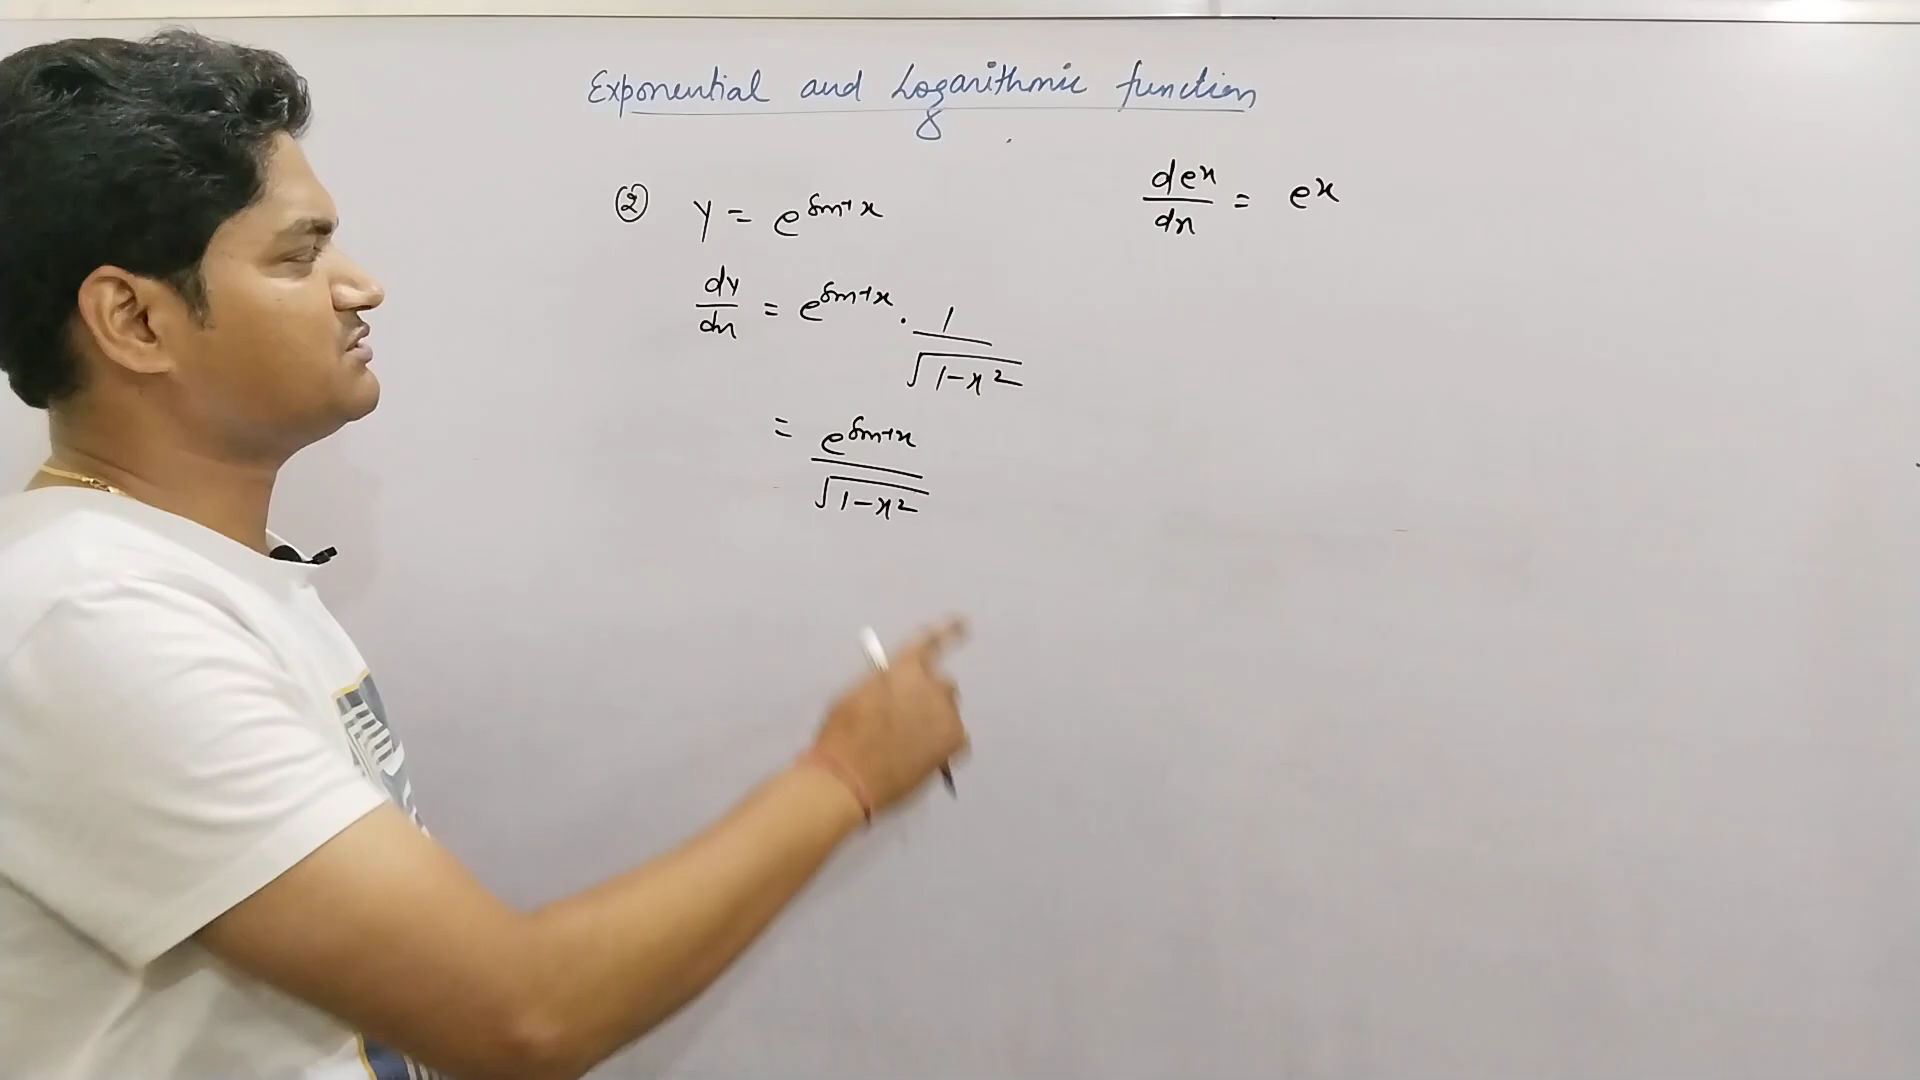 Exponential and Logarithmic function
② y = e^{sin⁻¹x}
de^x/dx = e^x
dy/dx = e^{sin⁻¹x} . 1/√(1-x²)
= e^{sin⁻¹x}/√(1-x²)